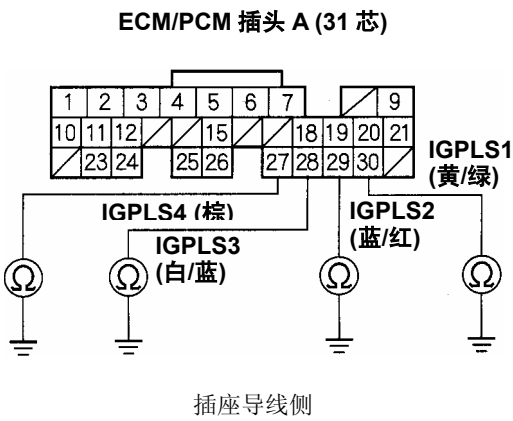 ECM/PCM 插头 A (31 芯)
1 2 3 4 5 6 7 9
10 11 12 15 18 19 20 21
23 24 25 26 27 28 29 30
IGPLS1
(黄/绿)
IGPLS4 (棕)
IGPLS2
(蓝/红)
IGPLS3
(白/蓝)
Ω Ω Ω Ω
插座导线侧